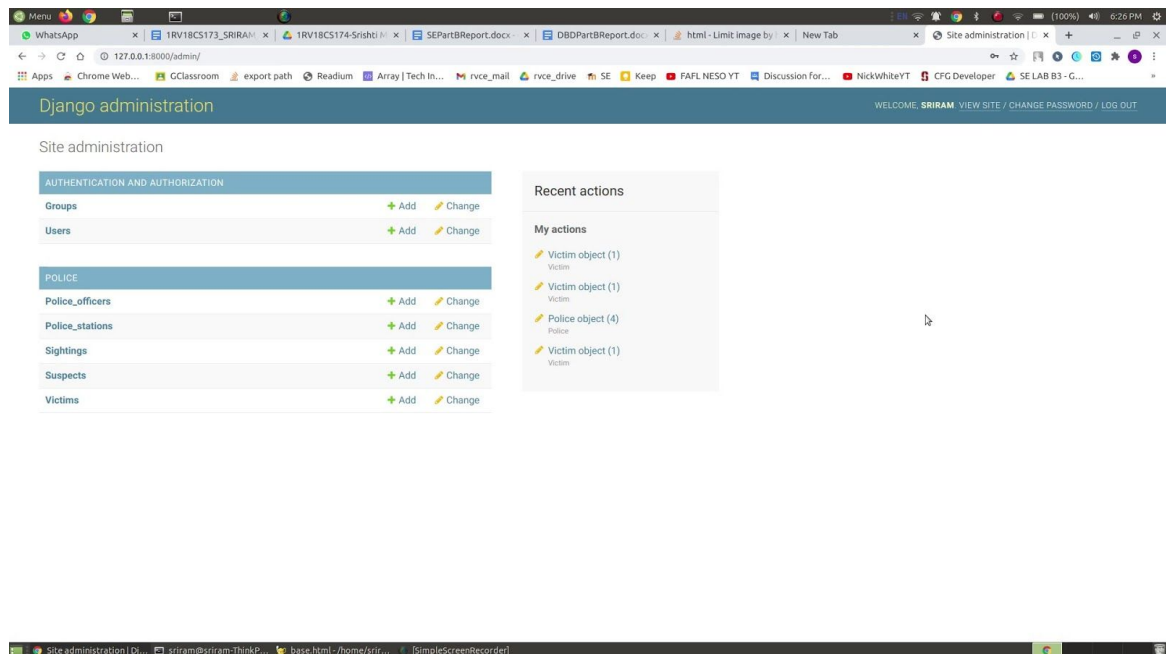 Menu
EN (100%) 6:26 PM
WhatsApp 1RV18CS173_SRIRAM 1RV18CS174-Srishti M SEPartBReport.docx - DBDPartBReport.doc html - Limit image by New Tab Site administration | D
127.0.0.1:8000/admin/
Apps Chrome Web... GClassroom export path Readium Array | Tech In... rvce_mail rvce_drive SE Keep FAFL NESO YT Discussion for... NickWhiteYT CFG Developer SE LAB B3 - G... »
Django administration
WELCOME, SRIRAM. VIEW SITE / CHANGE PASSWORD / LOG OUT
Site administration
AUTHENTICATION AND AUTHORIZATION
Groups + Add Change
Users + Add Change
POLICE
Police_officers + Add Change
Police_stations + Add Change
Sightings + Add Change
Suspects + Add Change
Victims + Add Change
Recent actions
My actions
Victim object (1)
Victim
Victim object (1)
Victim
Police object (4)
Police
Victim object (1)
Victim
Site administration | Dj... sriram@sriram-ThinkP... base.html - /home/srir... [SimpleScreenRecorder]